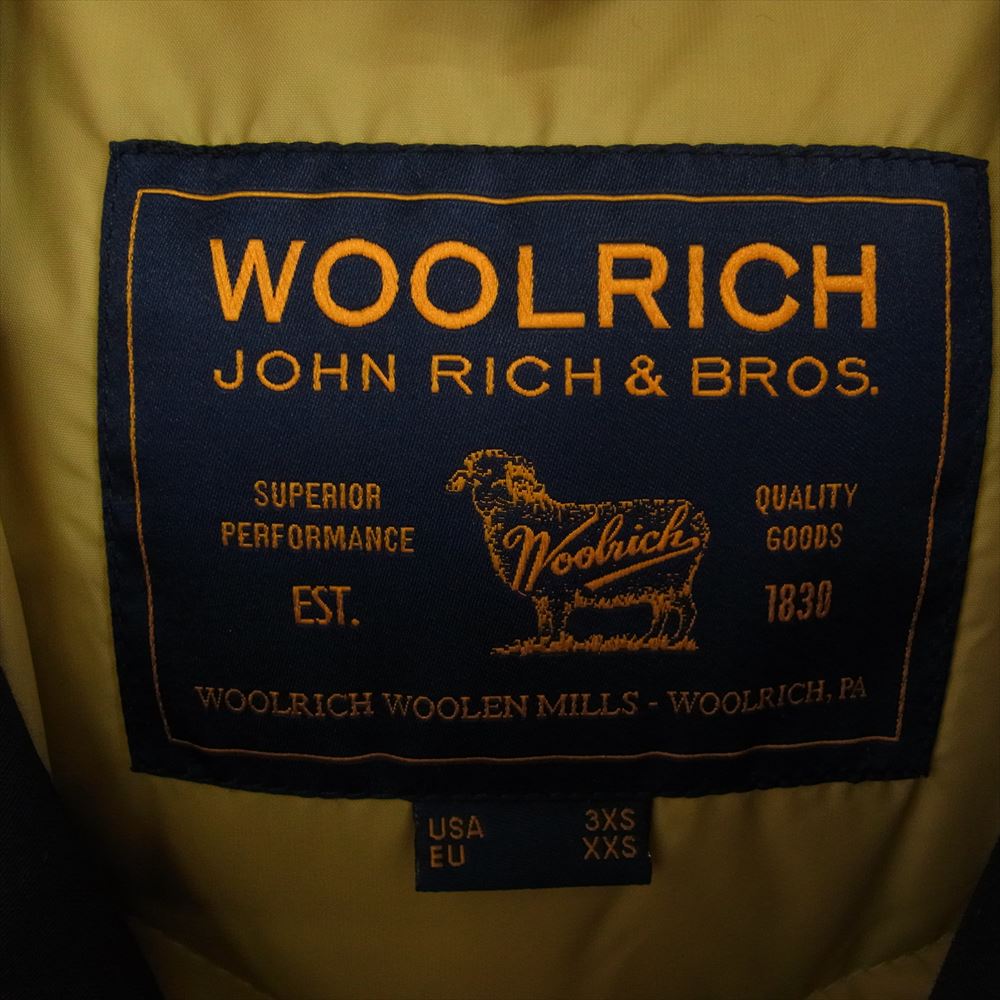 WOOLRICH
JOHN RICH & BROS.
SUPERIOR
PERFORMANCE
EST.
Woolrich
QUALITY
GOODS
1830
WOOLRICH WOOLEN MILLS - WOOLRICH, PA
USA 3XS
EU XXS